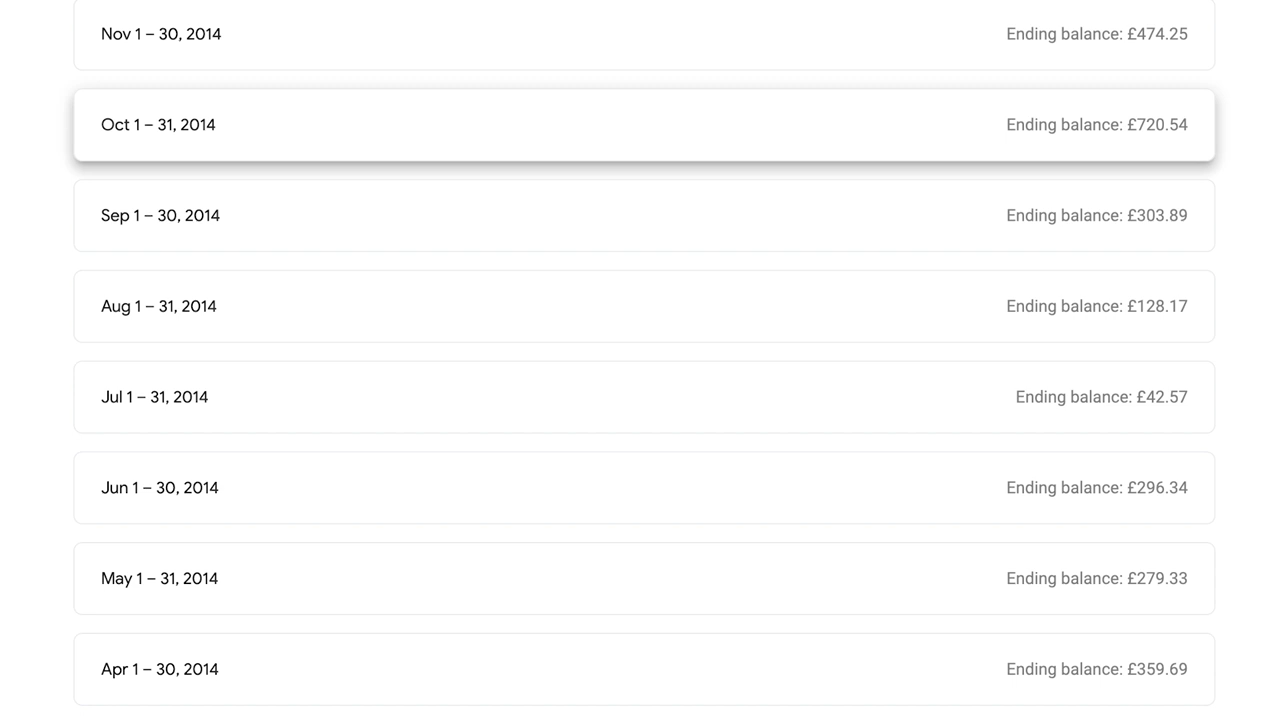 Nov 1 – 30, 2014 Ending balance: £474.25
Oct 1 – 31, 2014 Ending balance: £720.54
Sep 1 – 30, 2014 Ending balance: £303.89
Aug 1 – 31, 2014 Ending balance: £128.17
Jul 1 – 31, 2014 Ending balance: £42.57
Jun 1 – 30, 2014 Ending balance: £296.34
May 1 – 31, 2014 Ending balance: £279.33
Apr 1 – 30, 2014 Ending balance: £359.69